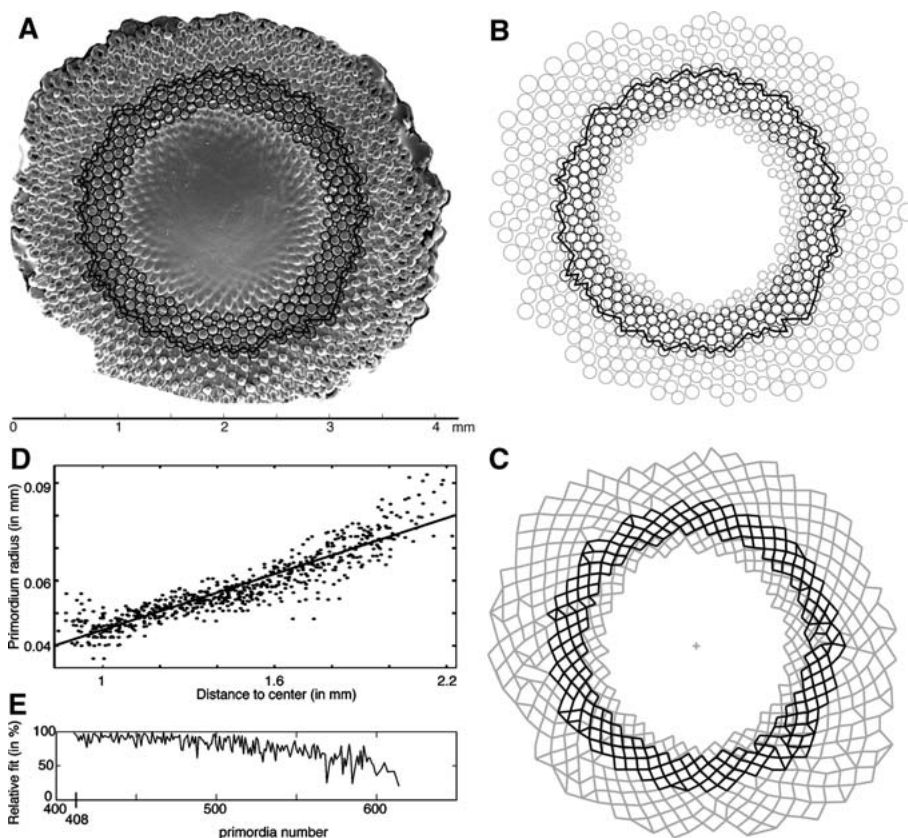 A
B
0 1 2 3 4 mm
D
C
0.09
0.06
0.04
Primordium radius (in mm)
1 1.6 2.2
Distance to center (in mm)
E
Relative fit (in %)
100
50
0
400 408 500 600
primordia number